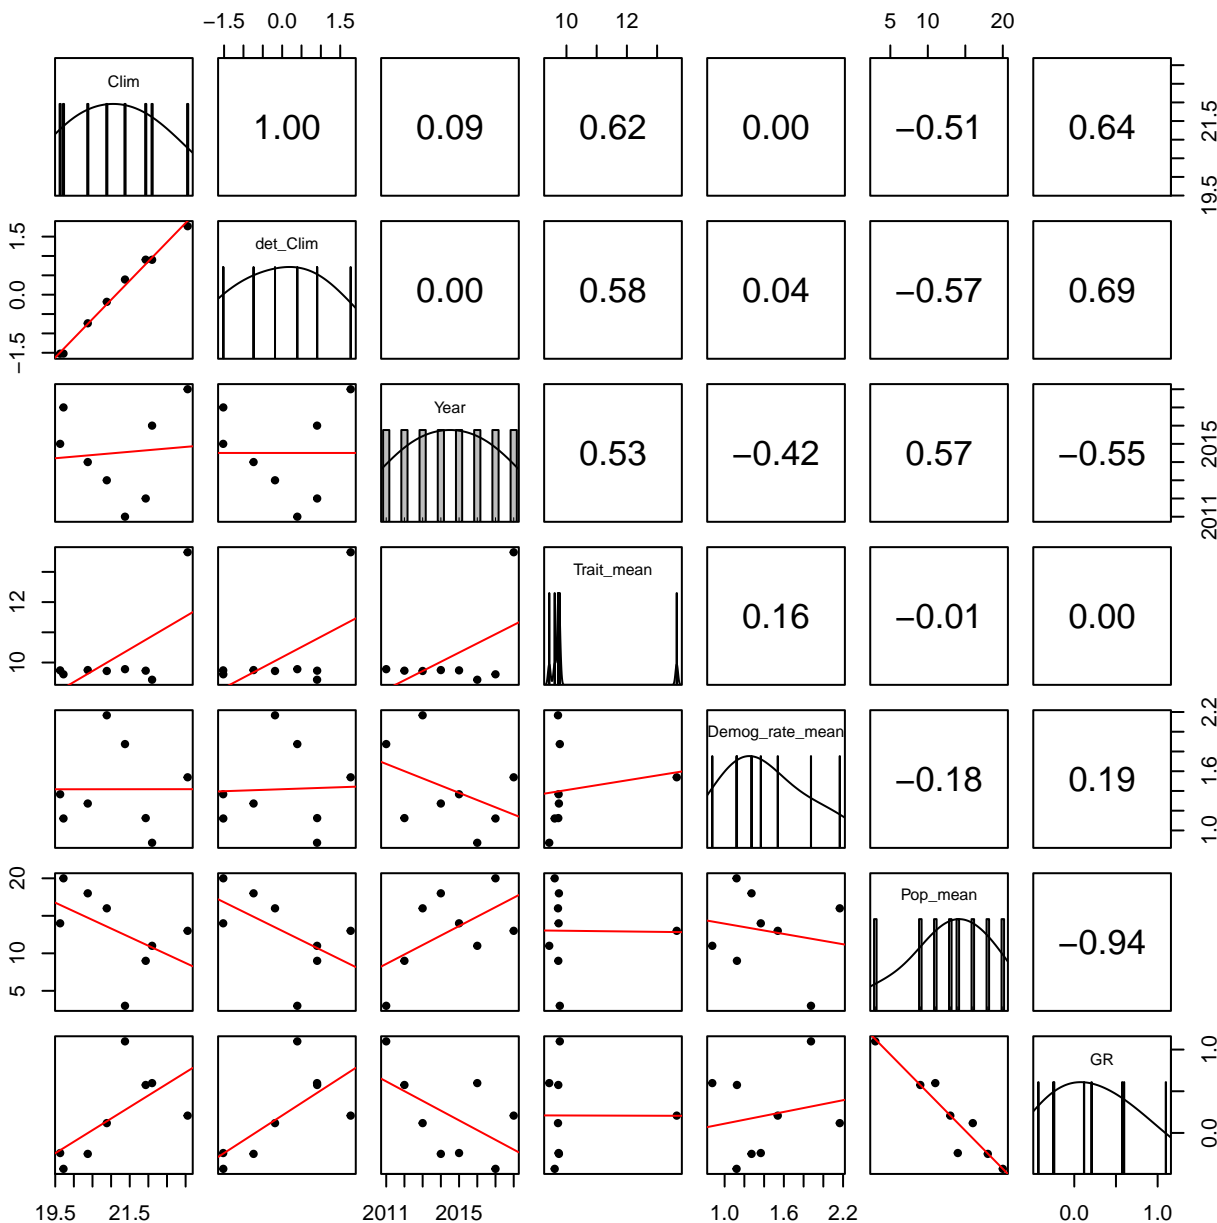 −1.5 0.0 1.5 10 12 5 10 20
Clim 1.00 0.09 0.62 0.00 −0.51 0.64 19.5 21.5
−1.5 0.0 1.5 det_Clim 0.00 0.58 0.04 −0.57 0.69
Year 0.53 −0.42 0.57 −0.55 2011 2015
10 12 Trait_mean 0.16 −0.01 0.00
Demog_rate_mean −0.18 0.19 1.0 1.6 2.2
5 10 20 Pop_mean −0.94
GR 0.0 1.0
19.5 21.5 2011 2015 1.0 1.6 2.2 0.0 1.0